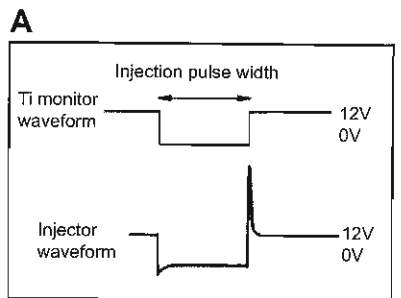 A
Injection pulse width
Ti monitor
waveform
12V
0V
Injector
waveform
12V
0V